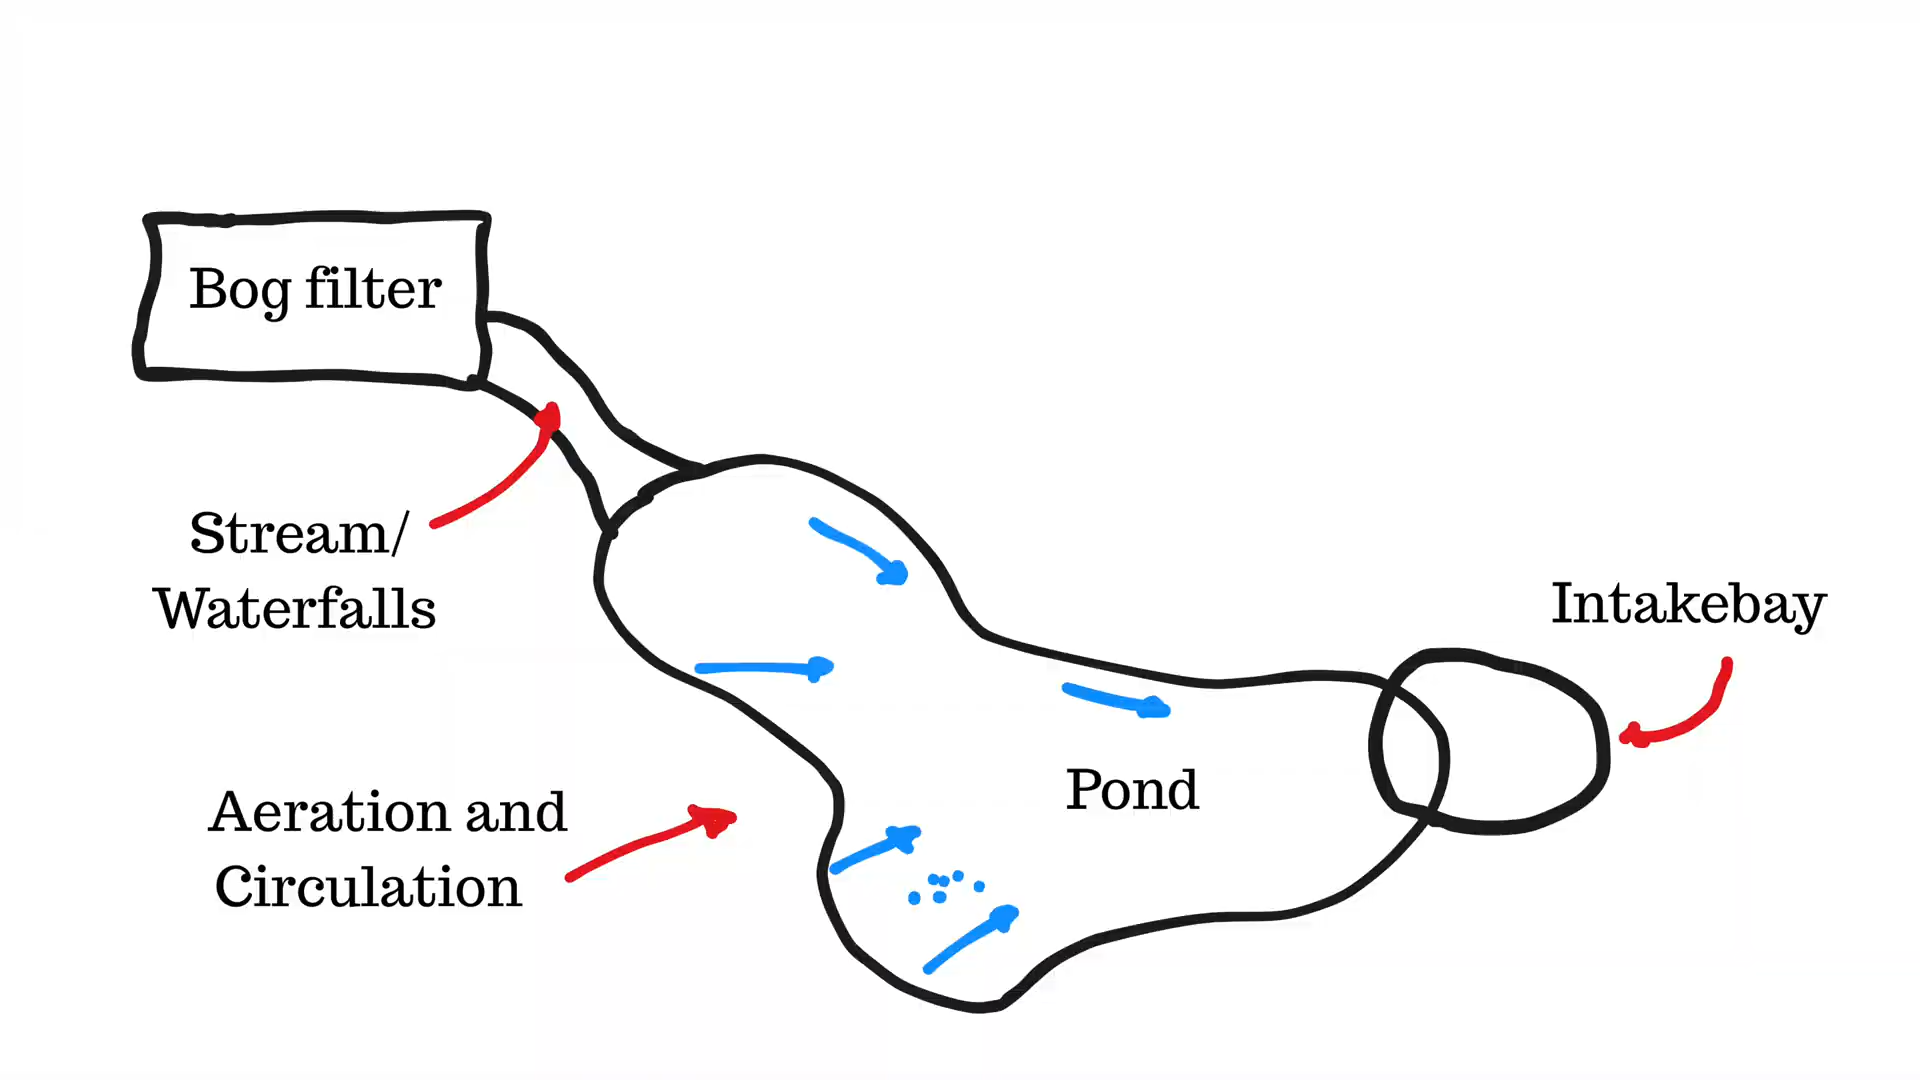 Bog filter
Stream/
Waterfalls
Intakebay
Pond
Aeration and
Circulation